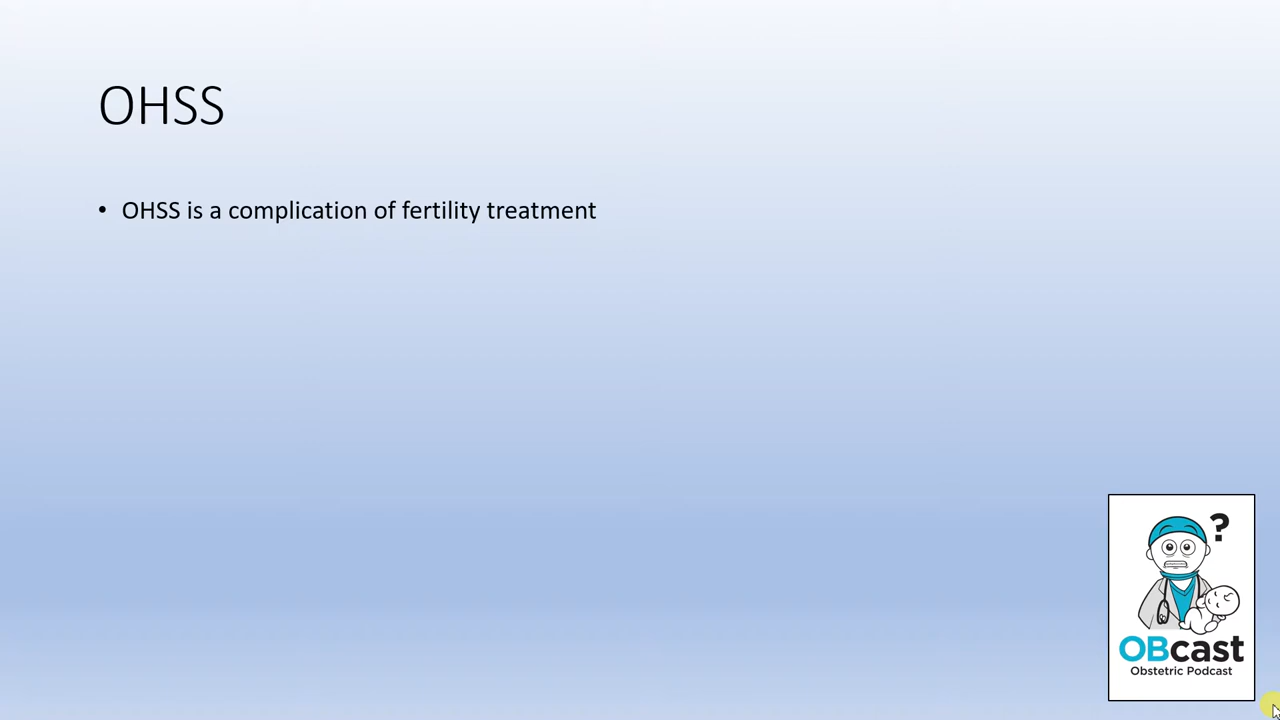 OHSS
• OHSS is a complication of fertility treatment
?
OBcast
Obstetric Podcast